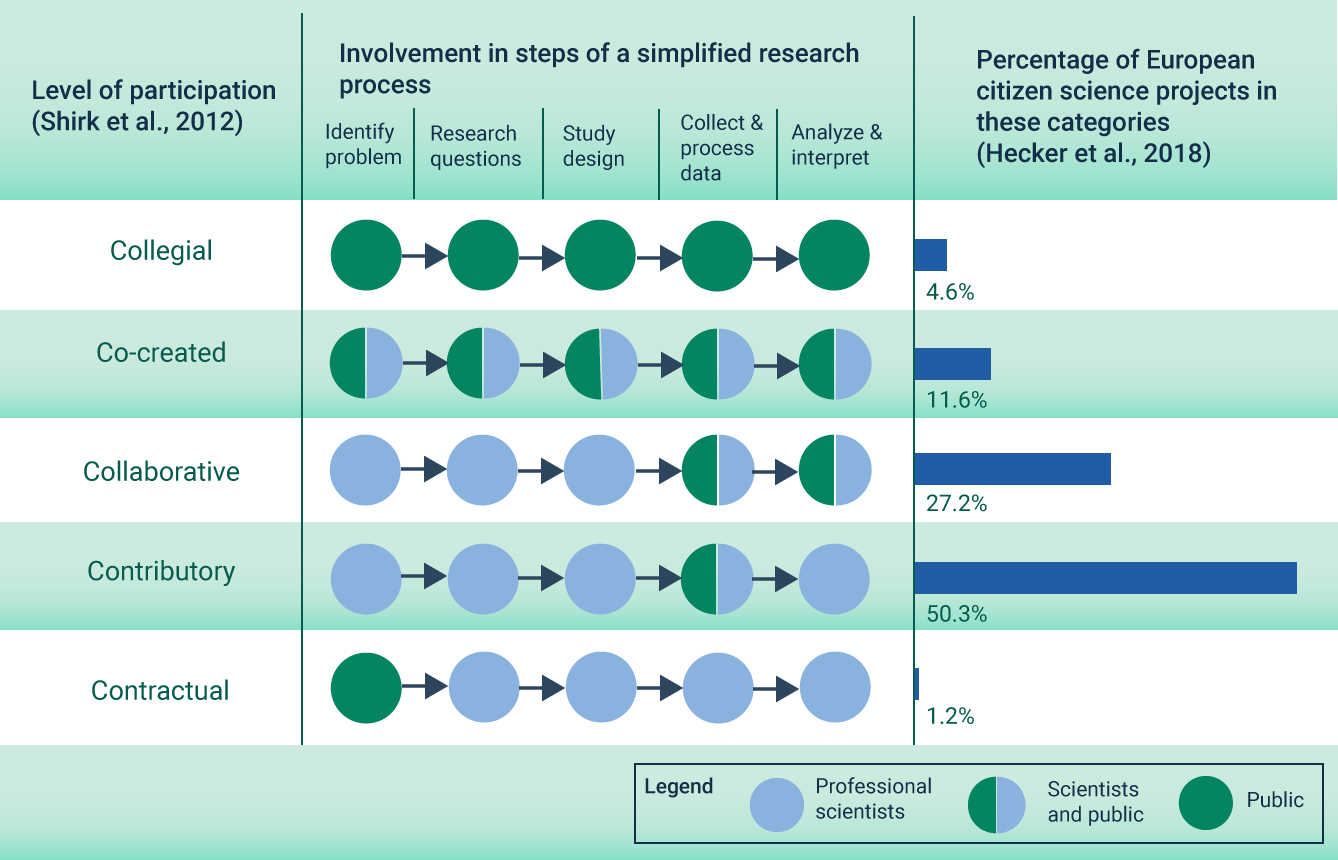 Level of participation
(Shirk et al., 2012)
Involvement in steps of a simplified research
process
Identify
problem
Research
questions
Study
design
Collect &
process
data
Analyze &
interpret
Percentage of European
citizen science projects in
these categories
(Hecker et al., 2018)
Collegial
4.6%
Co-created
11.6%
Collaborative
27.2%
Contributory
50.3%
Contractual
1.2%
Legend
Professional
scientists
Scientists
and public
Public